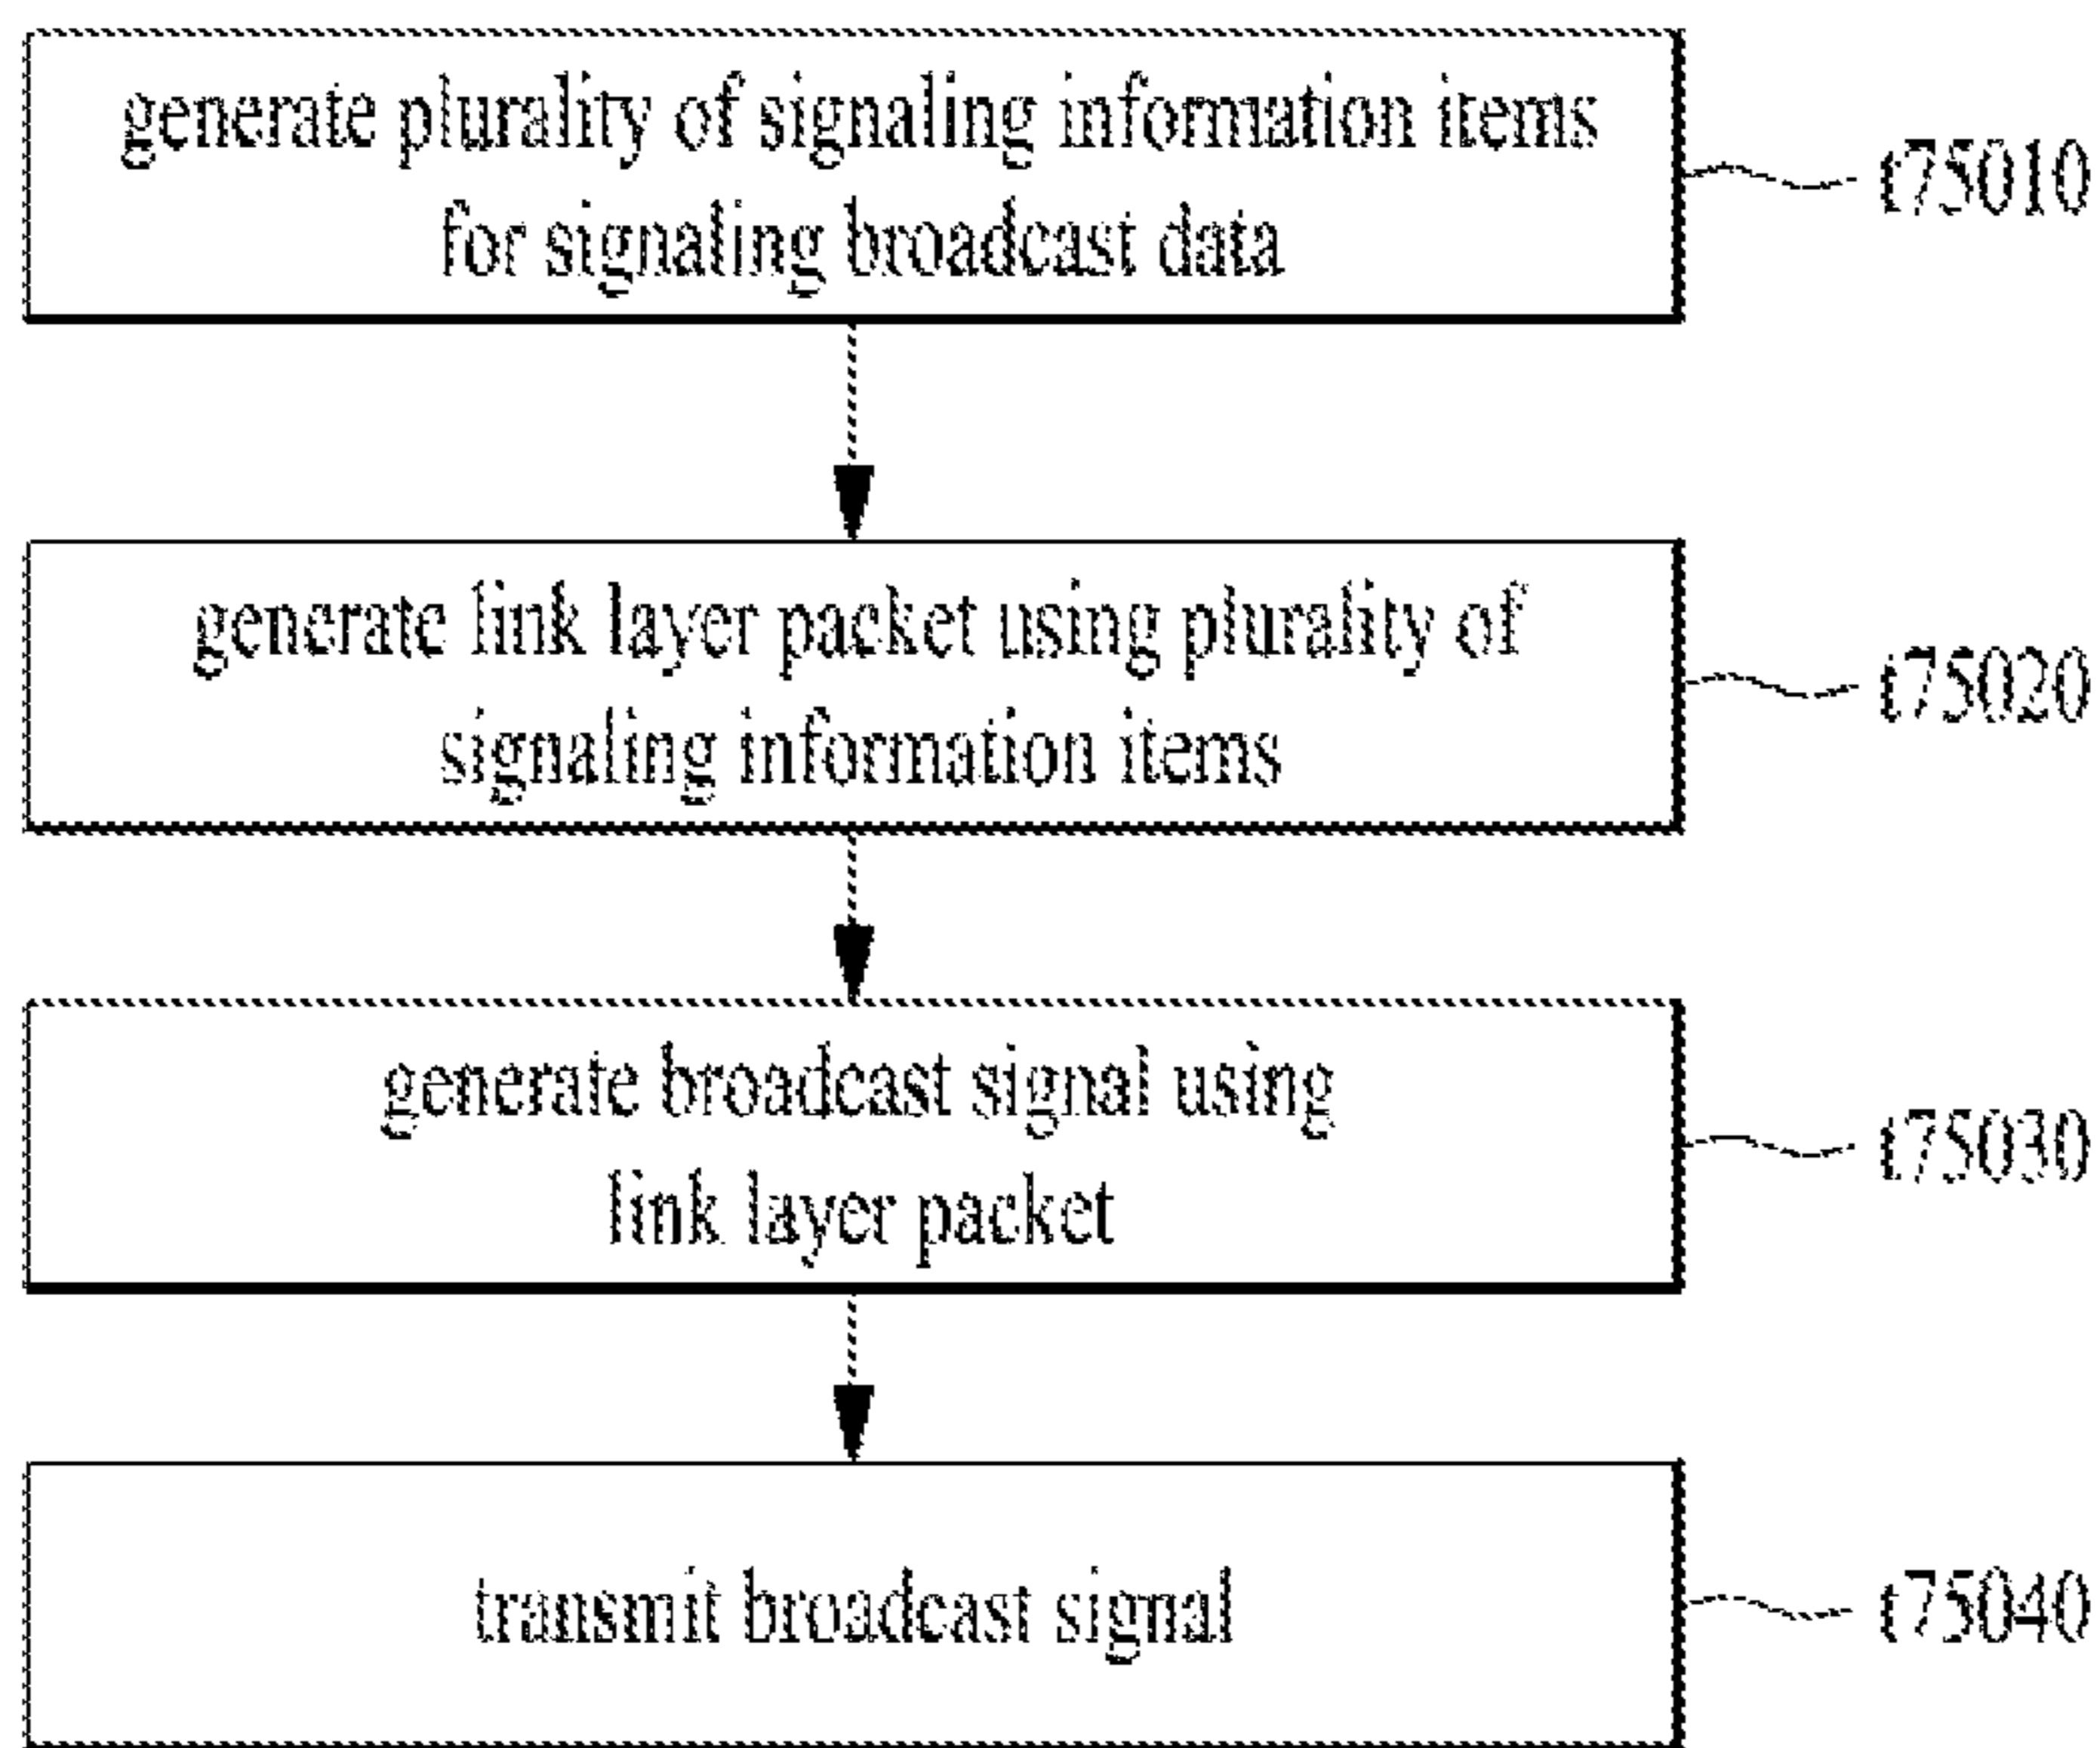 generate plurality of signaling information items
for signaling broadcast data
t75010
generate link layer packet using plurality of
signaling information items
t75020
generate broadcast signal using
link layer packet
t75030
transmit broadcast signal
t75040